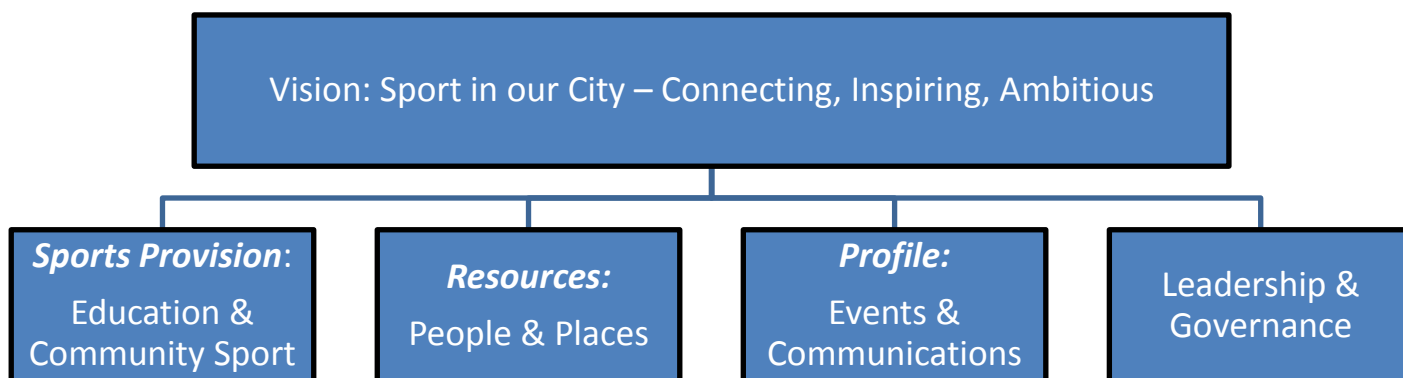 Vision: Sport in our City – Connecting, Inspiring, Ambitious
Sports Provision:
Education &
Community Sport
Resources:
People & Places
Profile:
Events &
Communications
Leadership &
Governance